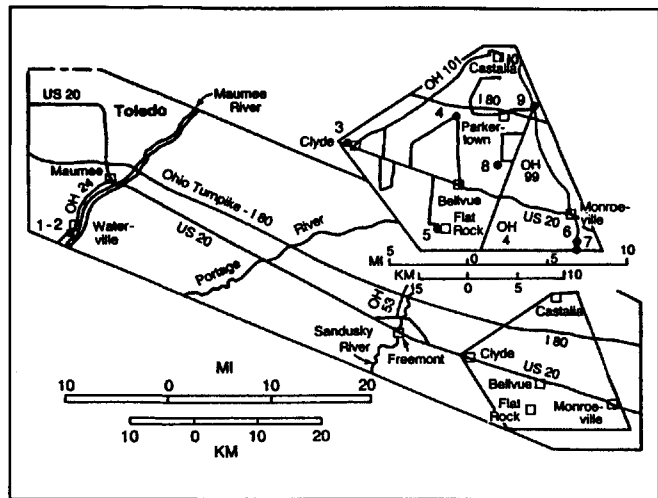 US 20
Toledo
Maumee
River
Maumee
OH 24
1-2
Water-
ville
Ohio Turnpike - I 80
US 20
Portage
River
OH
53
Sandusky
River
Freemont
MI
10 0 10 20
10 0 10 20
KM
OH 101
10
Castalia
I 80
9
4
Parker-
town
3
Clyde
8
OH
99
Bellvue
US 20
Monroe-
ville
Flat
Rock
5
OH
4
6
7
5 0 5 10
MI
KM
15 0 5 10
Castalia
I 80
Clyde
US 20
Bellvue
Flat
Rock
Monroe-
ville